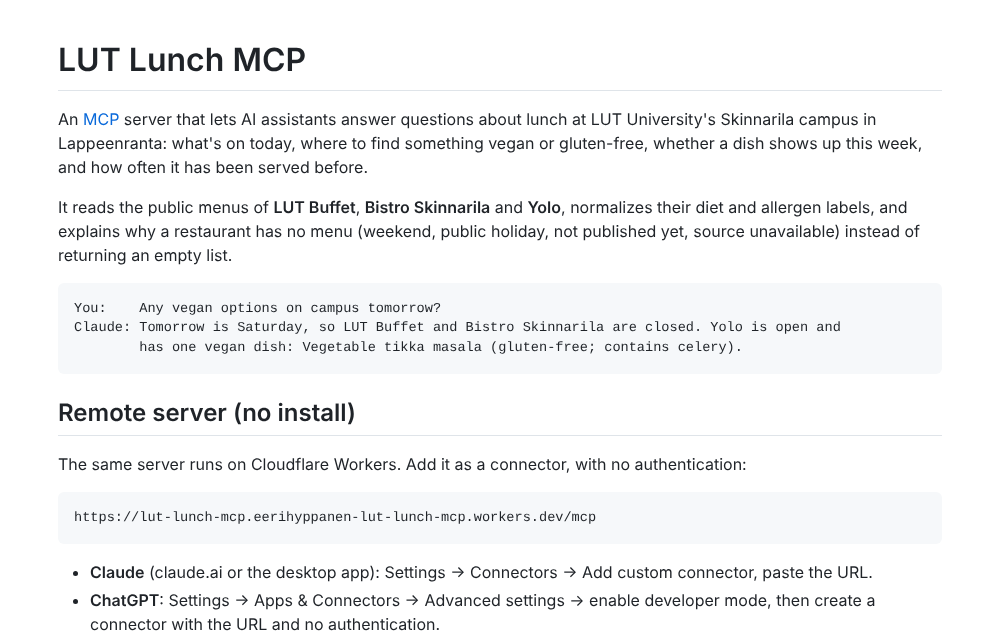 LUT Lunch MCP
An MCP server that lets AI assistants answer questions about lunch at LUT University's Skinnarila campus in
Lappeenranta: what's on today, where to find something vegan or gluten-free, whether a dish shows up this week,
and how often it has been served before.
It reads the public menus of LUT Buffet, Bistro Skinnarila and Yolo, normalizes their diet and allergen labels, and
explains why a restaurant has no menu (weekend, public holiday, not published yet, source unavailable) instead of
returning an empty list.
You:    Any vegan options on campus tomorrow?
Claude: Tomorrow is Saturday, so LUT Buffet and Bistro Skinnarila are closed. Yolo is open and
        has one vegan dish: Vegetable tikka masala (gluten-free; contains celery).
Remote server (no install)
The same server runs on Cloudflare Workers. Add it as a connector, with no authentication:
https://lut-lunch-mcp.eerihyppanen-lut-lunch-mcp.workers.dev/mcp
• Claude (claude.ai or the desktop app): Settings → Connectors → Add custom connector, paste the URL.
• ChatGPT: Settings → Apps & Connectors → Advanced settings → enable developer mode, then create a
connector with the URL and no authentication.